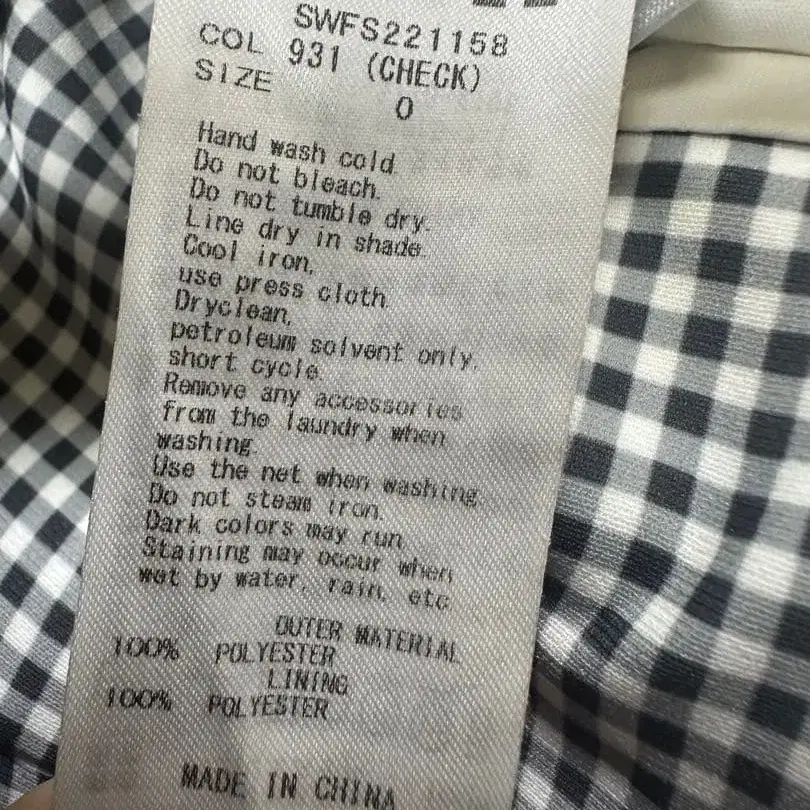 SWFS221158
COL 931 (CHECK)
SIZE 0
Hand wash cold.
Do not bleach.
Do not tumble dry.
Line dry in shade.
Cool iron,
use press cloth.
Dryclean,
petroleum solvent only,
short cycle.
Remove any accessories
from the laundry when
washing.
Use the net when washing.
Do not steam iron.
Dark colors may run.
Staining may occur when
wet by water, rain, etc.
OUTER MATERIAL
100% POLYESTER
LINING
100% POLYESTER
MADE IN CHINA